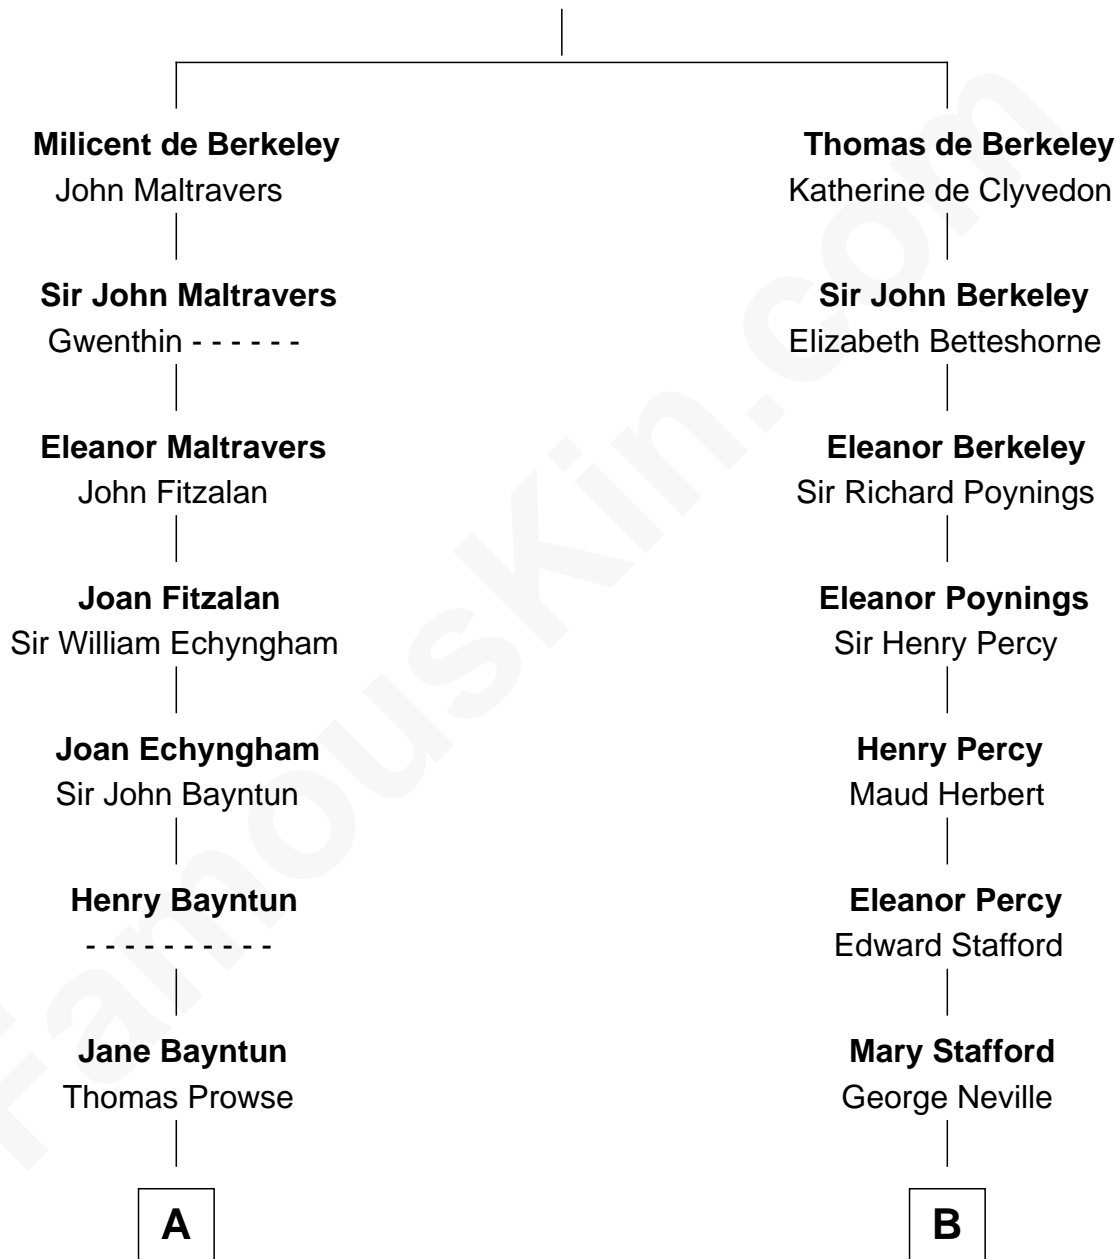 Milicent de Berkeley
John Maltravers
Sir John Maltravers
Gwenthin - - - - - -
Eleanor Maltravers
John Fitzalan
Joan Fitzalan
Sir William Echyngham
Joan Echyngham
Sir John Bayntun
Henry Bayntun
- - - - - - - - - -
Jane Bayntun
Thomas Prowse
A
Thomas de Berkeley
Katherine de Clyvedon
Sir John Berkeley
Elizabeth Betteshorne
Eleanor Berkeley
Sir Richard Poynings
Eleanor Poynings
Sir Henry Percy
Henry Percy
Maud Herbert
Eleanor Percy
Edward Stafford
Mary Stafford
George Neville
B
FamousKin.com